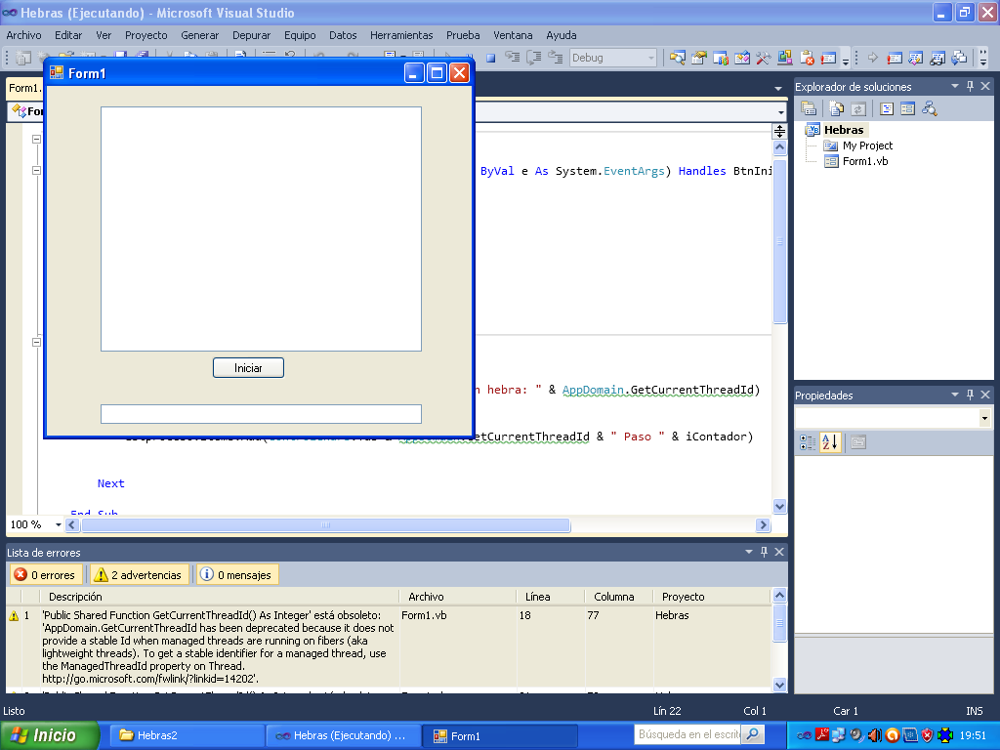 Hebras (Ejecutando) - Microsoft Visual Studio
Archivo Editar Ver Proyecto Generar Depurar Equipo Datos Herramientas Prueba Ventana Ayuda
Debug
Form1
Form1.
For
ByVal e As System.EventArgs) Handles BtnIni
Iniciar
n hebra: " & AppDomain.GetCurrentThreadId)
etCurrentThreadId & " Paso " & iContador)
Next
End Sub
100 %
Explorador de soluciones
Hebras
My Project
Form1.vb
Propiedades
Lista de errores
0 errores 2 advertencias 0 mensajes
Descripción Archivo Línea Columna Proyecto
1 'Public Shared Function GetCurrentThreadId() As Integer' está obsoleto: Form1.vb 18 77 Hebras
'AppDomain.GetCurrentThreadId has been deprecated because it does not
provide a stable Id when managed threads are running on fibers (aka
lightweight threads). To get a stable identifier for a managed thread, use
the ManagedThreadId property on Thread.
http://go.microsoft.com/fwlink/?linkid=14202'.
Listo Lín 22 Col 1 Car 1 INS
Inicio Hebras2 Hebras (Ejecutando) ... Form1 Búsqueda en el escrito 19:51